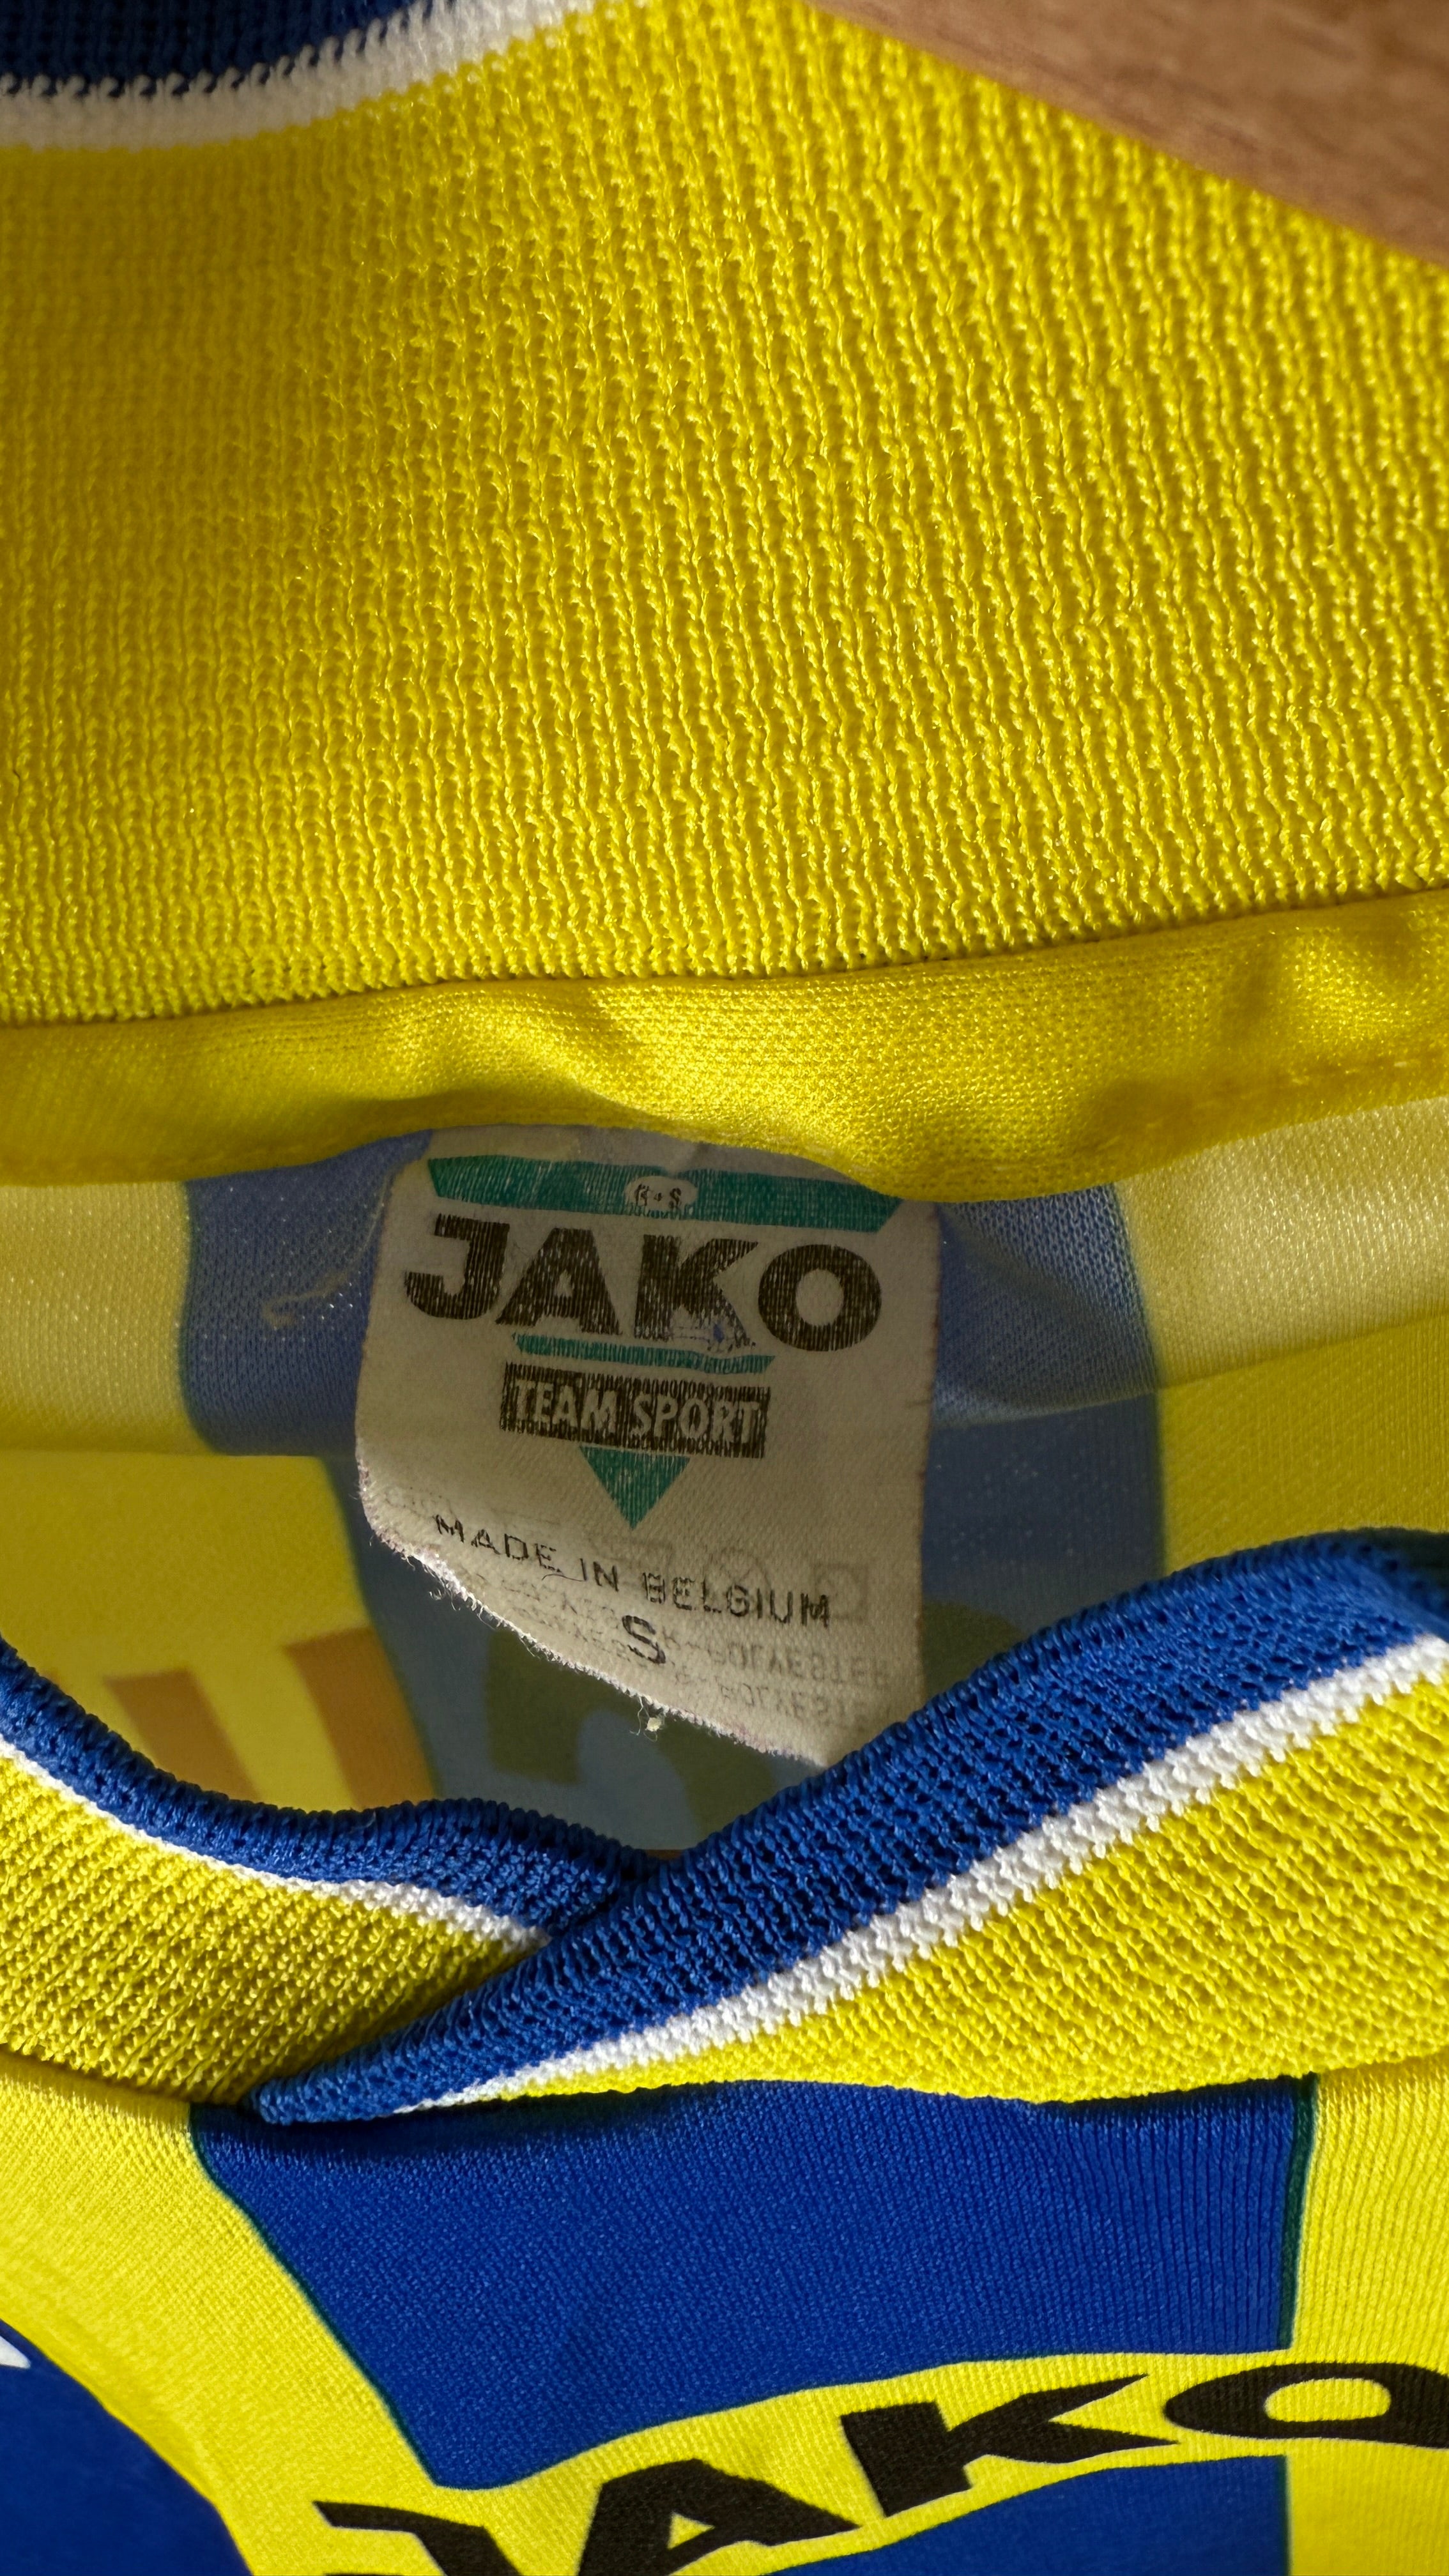 R·S
JAKO
TEAM SPORT
MADE IN BELGIUM
S
JAKO